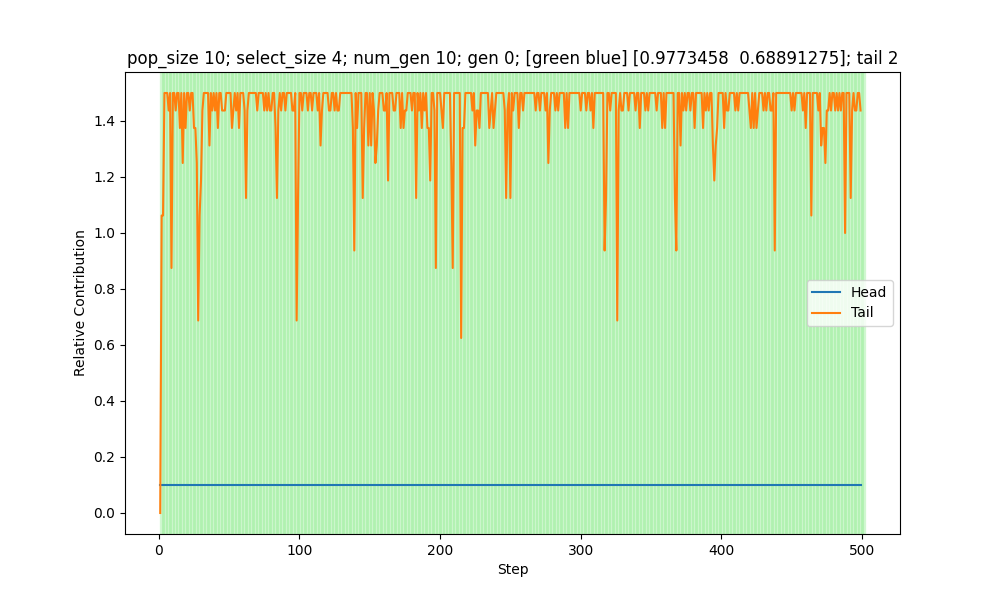 pop_size 10; select_size 4; num_gen 10; gen 0; [green blue] [0.9773458  0.68891275]; tail 2
1.4
1.2
1.0
0.8
0.6
0.4
0.2
0.0
Relative Contribution
Head
Tail
0
100
200
300
400
500
Step